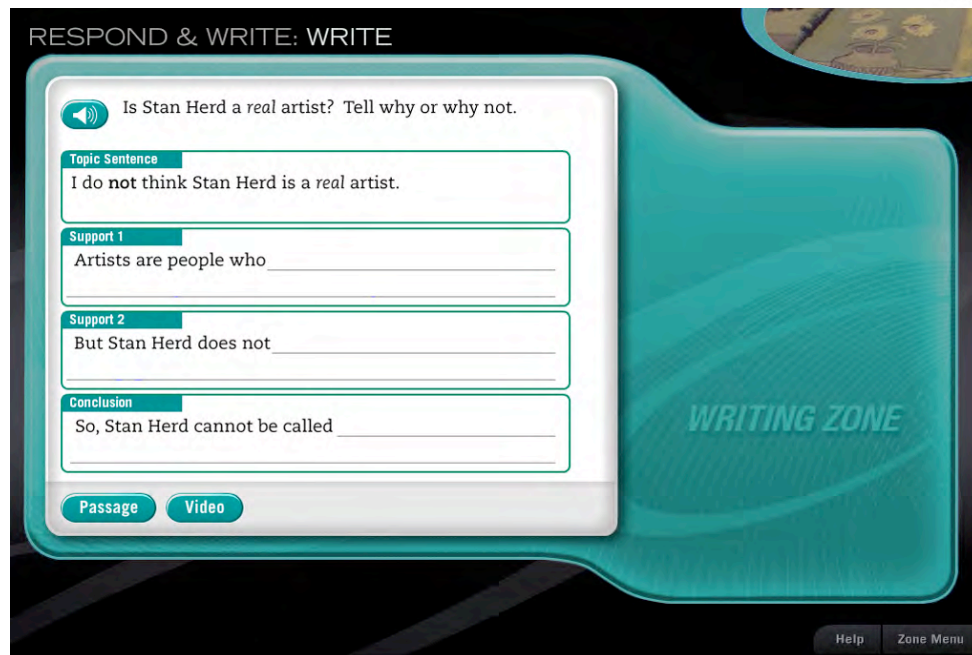 RESPOND & WRITE: WRITE
Is Stan Herd a real artist? Tell why or why not.
Topic Sentence
I do not think Stan Herd is a real artist.
Support 1
Artists are people who
Support 2
But Stan Herd does not
Conclusion
So, Stan Herd cannot be called
Passage Video
WRITING ZONE
Help Zone Menu